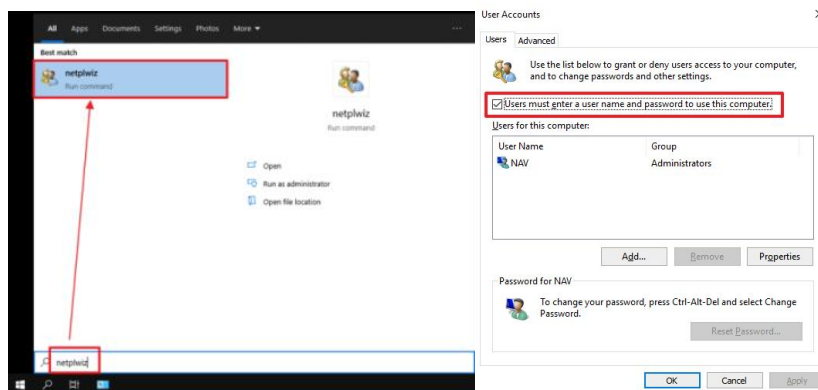 All Apps Documents Settings Photos More ▾ ...
Best match
netplwiz
Run command
netplwiz
Run command
Open
Run as administrator
Open file location
netplwiz
User Accounts
Users Advanced
Use the list below to grant or deny users access to your computer,
and to change passwords and other settings.
Users must enter a user name and password to use this computer.
Users for this computer:
User Name Group
NAV Administrators
Add... Remove Properties
Password for NAV
To change your password, press Ctrl-Alt-Del and select Change
Password.
Reset Password...
OK Cancel Apply